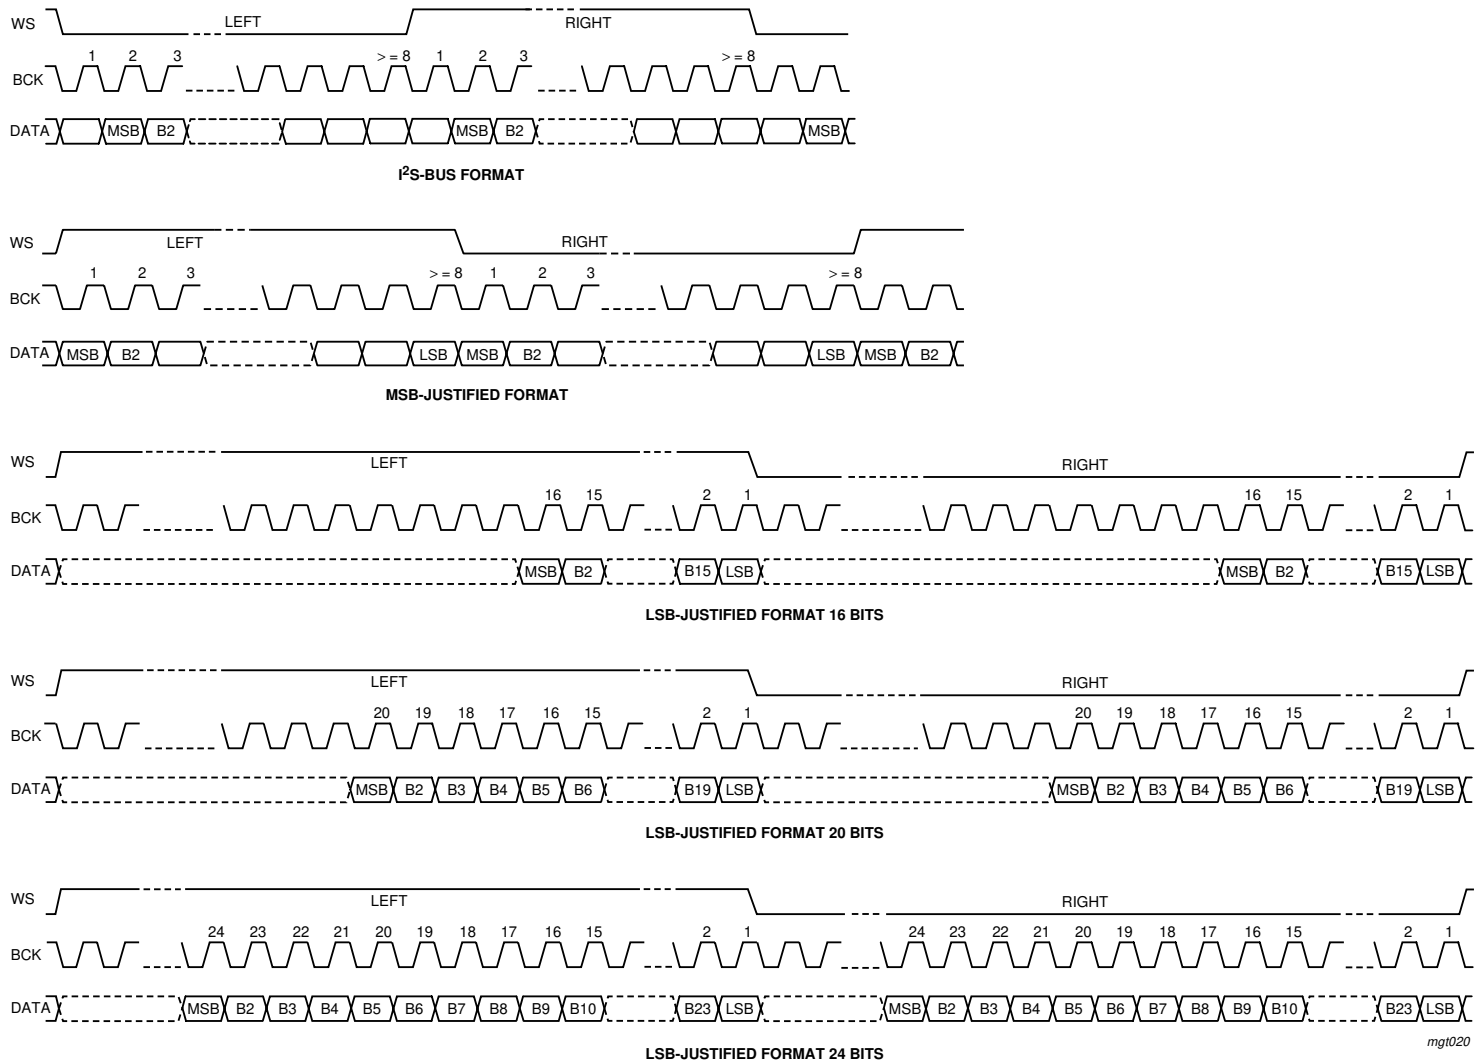 WS LEFT RIGHT
1 2 3 > = 8 1 2 3 > = 8
BCK
DATA MSB B2 MSB B2 MSB
I²S-BUS FORMAT
WS LEFT RIGHT
1 2 3 > = 8 1 2 3 > = 8
BCK
DATA MSB B2 LSB MSB B2 LSB MSB B2
MSB-JUSTIFIED FORMAT
WS LEFT RIGHT
16 15 2 1 16 15 2 1
BCK
DATA MSB B2 B15 LSB MSB B2 B15 LSB
LSB-JUSTIFIED FORMAT 16 BITS
WS LEFT RIGHT
20 19 18 17 16 15 2 1 20 19 18 17 16 15 2 1
BCK
DATA MSB B2 B3 B4 B5 B6 B19 LSB MSB B2 B3 B4 B5 B6 B19 LSB
LSB-JUSTIFIED FORMAT 20 BITS
WS LEFT RIGHT
24 23 22 21 20 19 18 17 16 15 2 1 24 23 22 21 20 19 18 17 16 15 2 1
BCK
DATA MSB B2 B3 B4 B5 B6 B7 B8 B9 B10 B23 LSB MSB B2 B3 B4 B5 B6 B7 B8 B9 B10 B23 LSB
LSB-JUSTIFIED FORMAT 24 BITS
mgt020